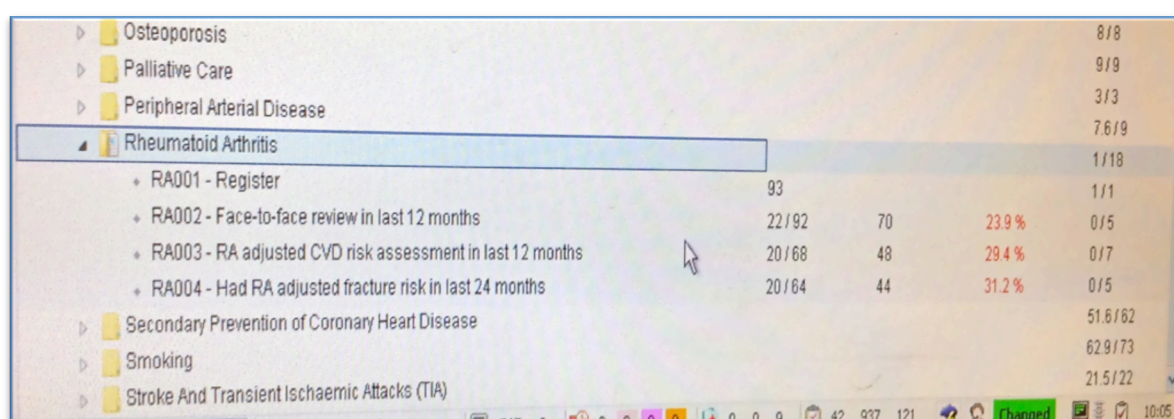 Osteoporosis 8/8
Palliative Care 9/9
Peripheral Arterial Disease 3/3
7.6/9
Rheumatoid Arthritis 1/18
RA001 - Register 93 1/1
RA002 - Face-to-face review in last 12 months 22/92 70 23.9 % 0/5
RA003 - RA adjusted CVD risk assessment in last 12 months 20/68 48 29.4 % 0/7
RA004 - Had RA adjusted fracture risk in last 24 months 20/64 44 31.2 % 0/5
Secondary Prevention of Coronary Heart Disease 51.6/62
Smoking 62.9/73
Stroke And Transient Ischaemic Attacks (TIA) 21.5/22
42 937 121 Changed 10:05